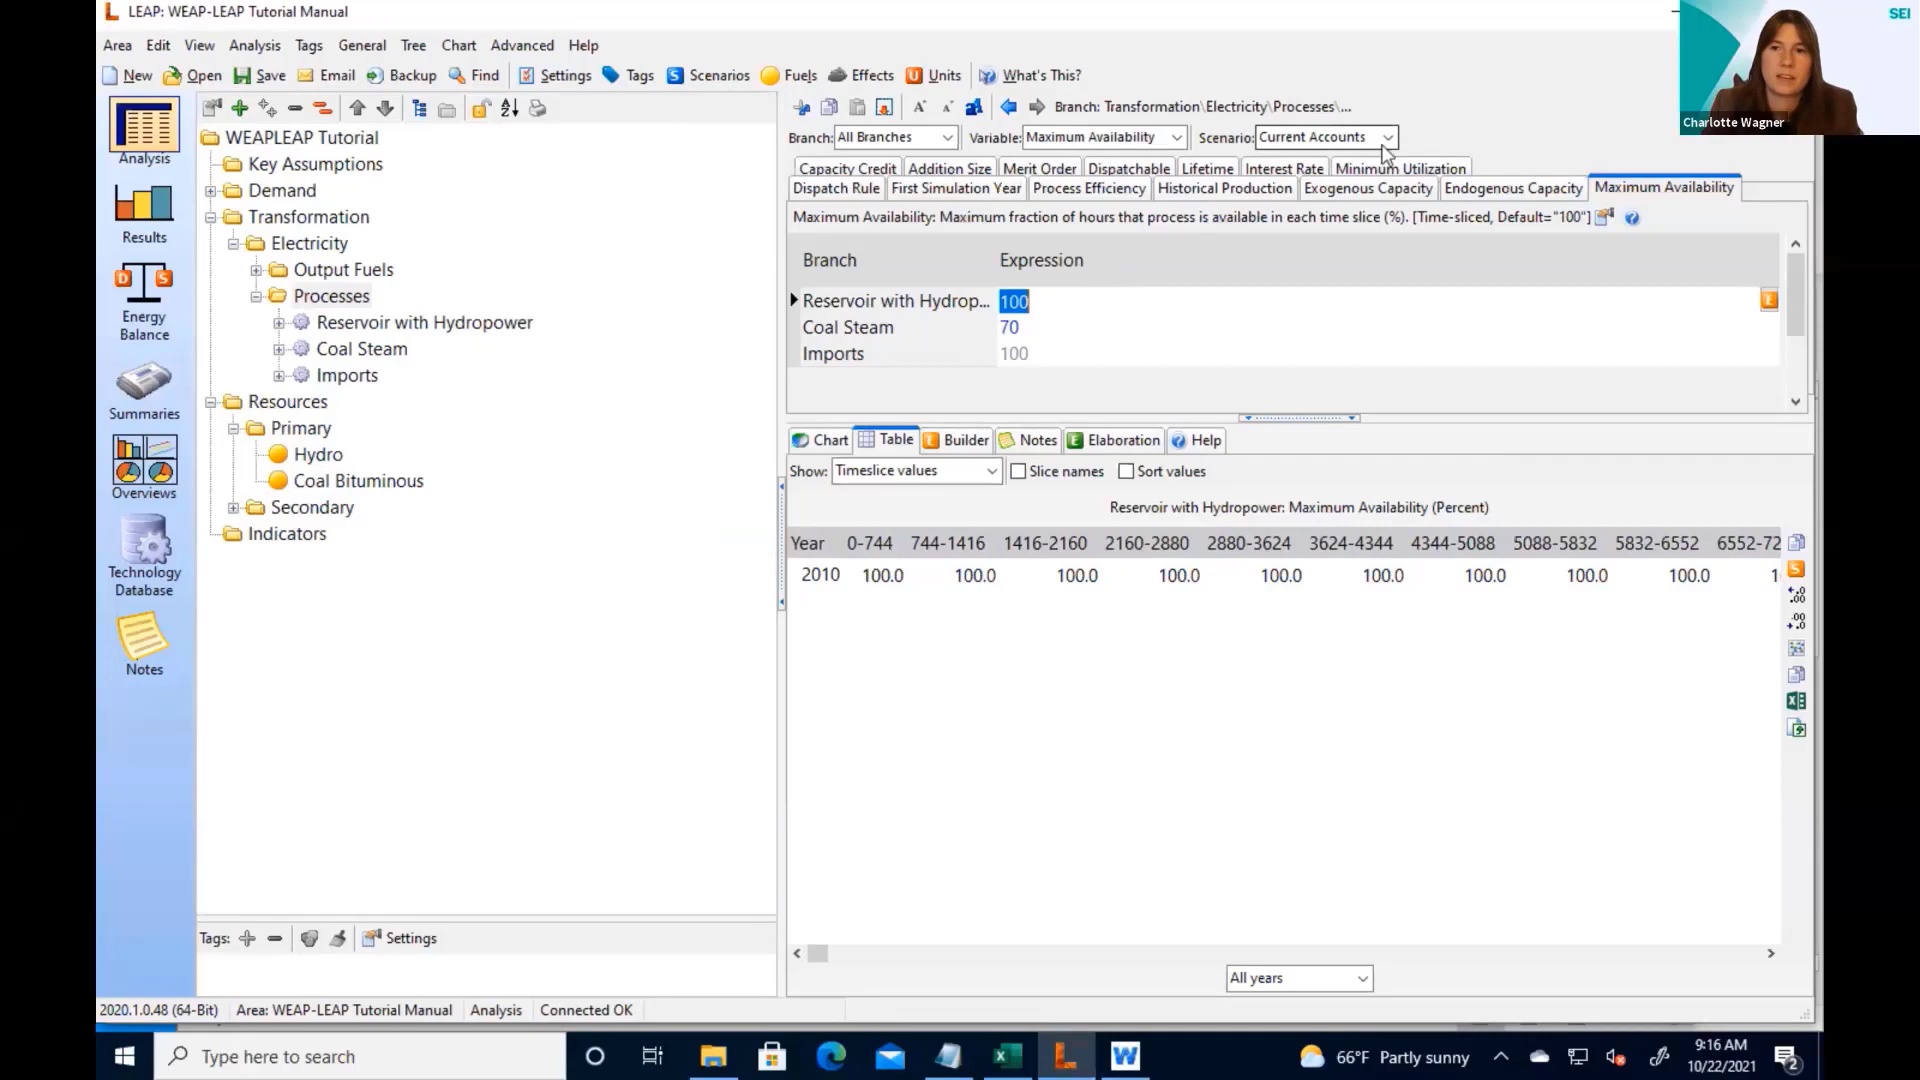 LEAP: WEAP-LEAP Tutorial Manual
SEI
Charlotte Wagner
Area Edit View Analysis Tags General Tree Chart Advanced Help
New Open Save Email Backup Find Settings Tags Scenarios Fuels Effects Units What's This?
Branch: Transformation\Electricity\Processes\...
Branch: All Branches Variable: Maximum Availability Scenario: Current Accounts
Capacity Credit Addition Size Merit Order Dispatchable Lifetime Interest Rate Minimum Utilization
Dispatch Rule First Simulation Year Process Efficiency Historical Production Exogenous Capacity Endogenous Capacity Maximum Availability
Maximum Availability: Maximum fraction of hours that process is available in each time slice (%). [Time-sliced, Default="100"]
Branch Expression
Reservoir with Hydrop... 100
Coal Steam 70
Imports 100
Chart Table Builder Notes Elaboration Help
Show: Timeslice values Slice names Sort values
Reservoir with Hydropower: Maximum Availability (Percent)
Year 0-744 744-1416 1416-2160 2160-2880 2880-3624 3624-4344 4344-5088 5088-5832 5832-6552 6552-72
2010 100.0 100.0 100.0 100.0 100.0 100.0 100.0 100.0 100.0 1
All years
Analysis
Results
Energy
Balance
Summaries
Overviews
Technology
Database
Notes
WEAPLEAP Tutorial
Key Assumptions
Demand
Transformation
Electricity
Output Fuels
Processes
Reservoir with Hydropower
Coal Steam
Imports
Resources
Primary
Hydro
Coal Bituminous
Secondary
Indicators
Tags: Settings
2020.1.0.48 (64-Bit) Area: WEAP-LEAP Tutorial Manual Analysis Connected OK
Type here to search
66°F Partly sunny
9:16 AM
10/22/2021
2